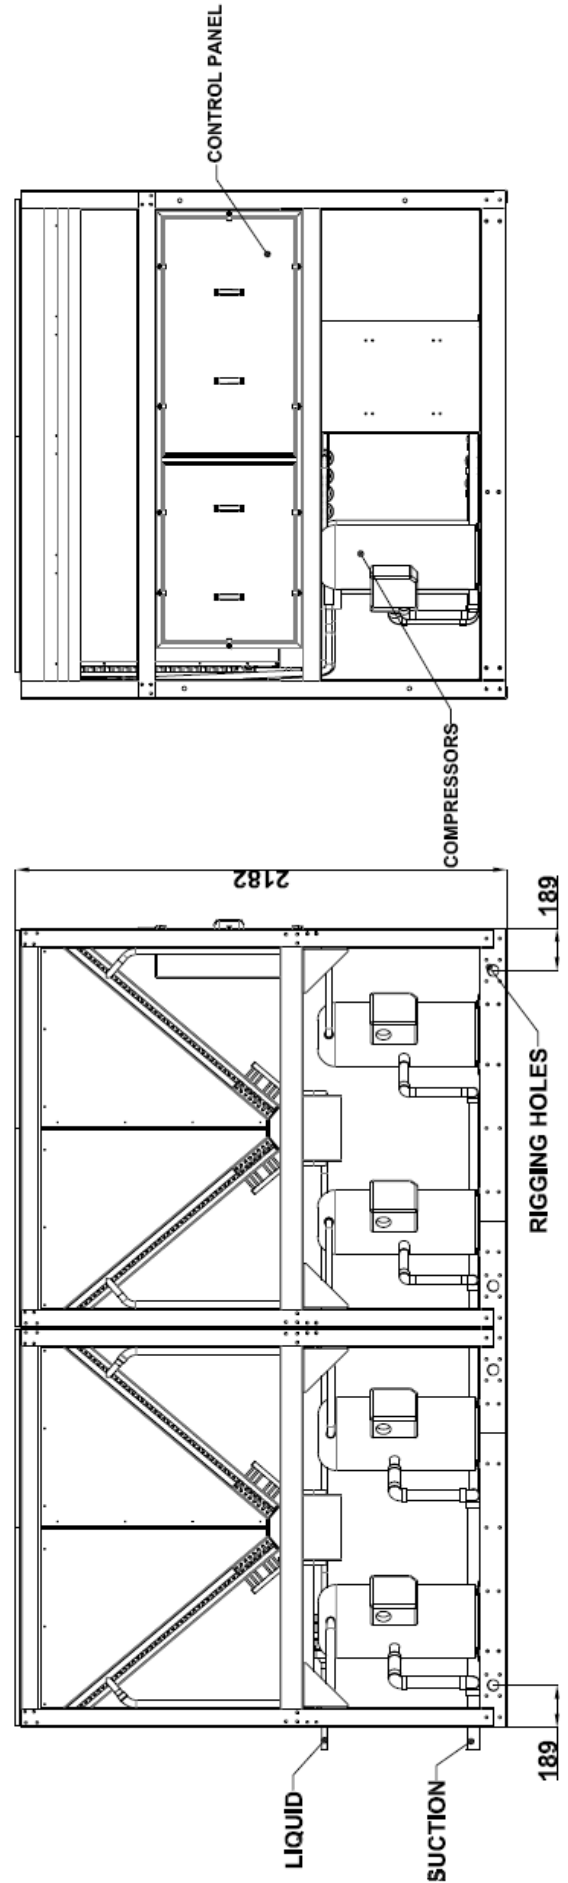 CONTROL PANEL
COMPRESSORS
2182
189
RIGGING HOLES
LIQUID
SUCTION
189